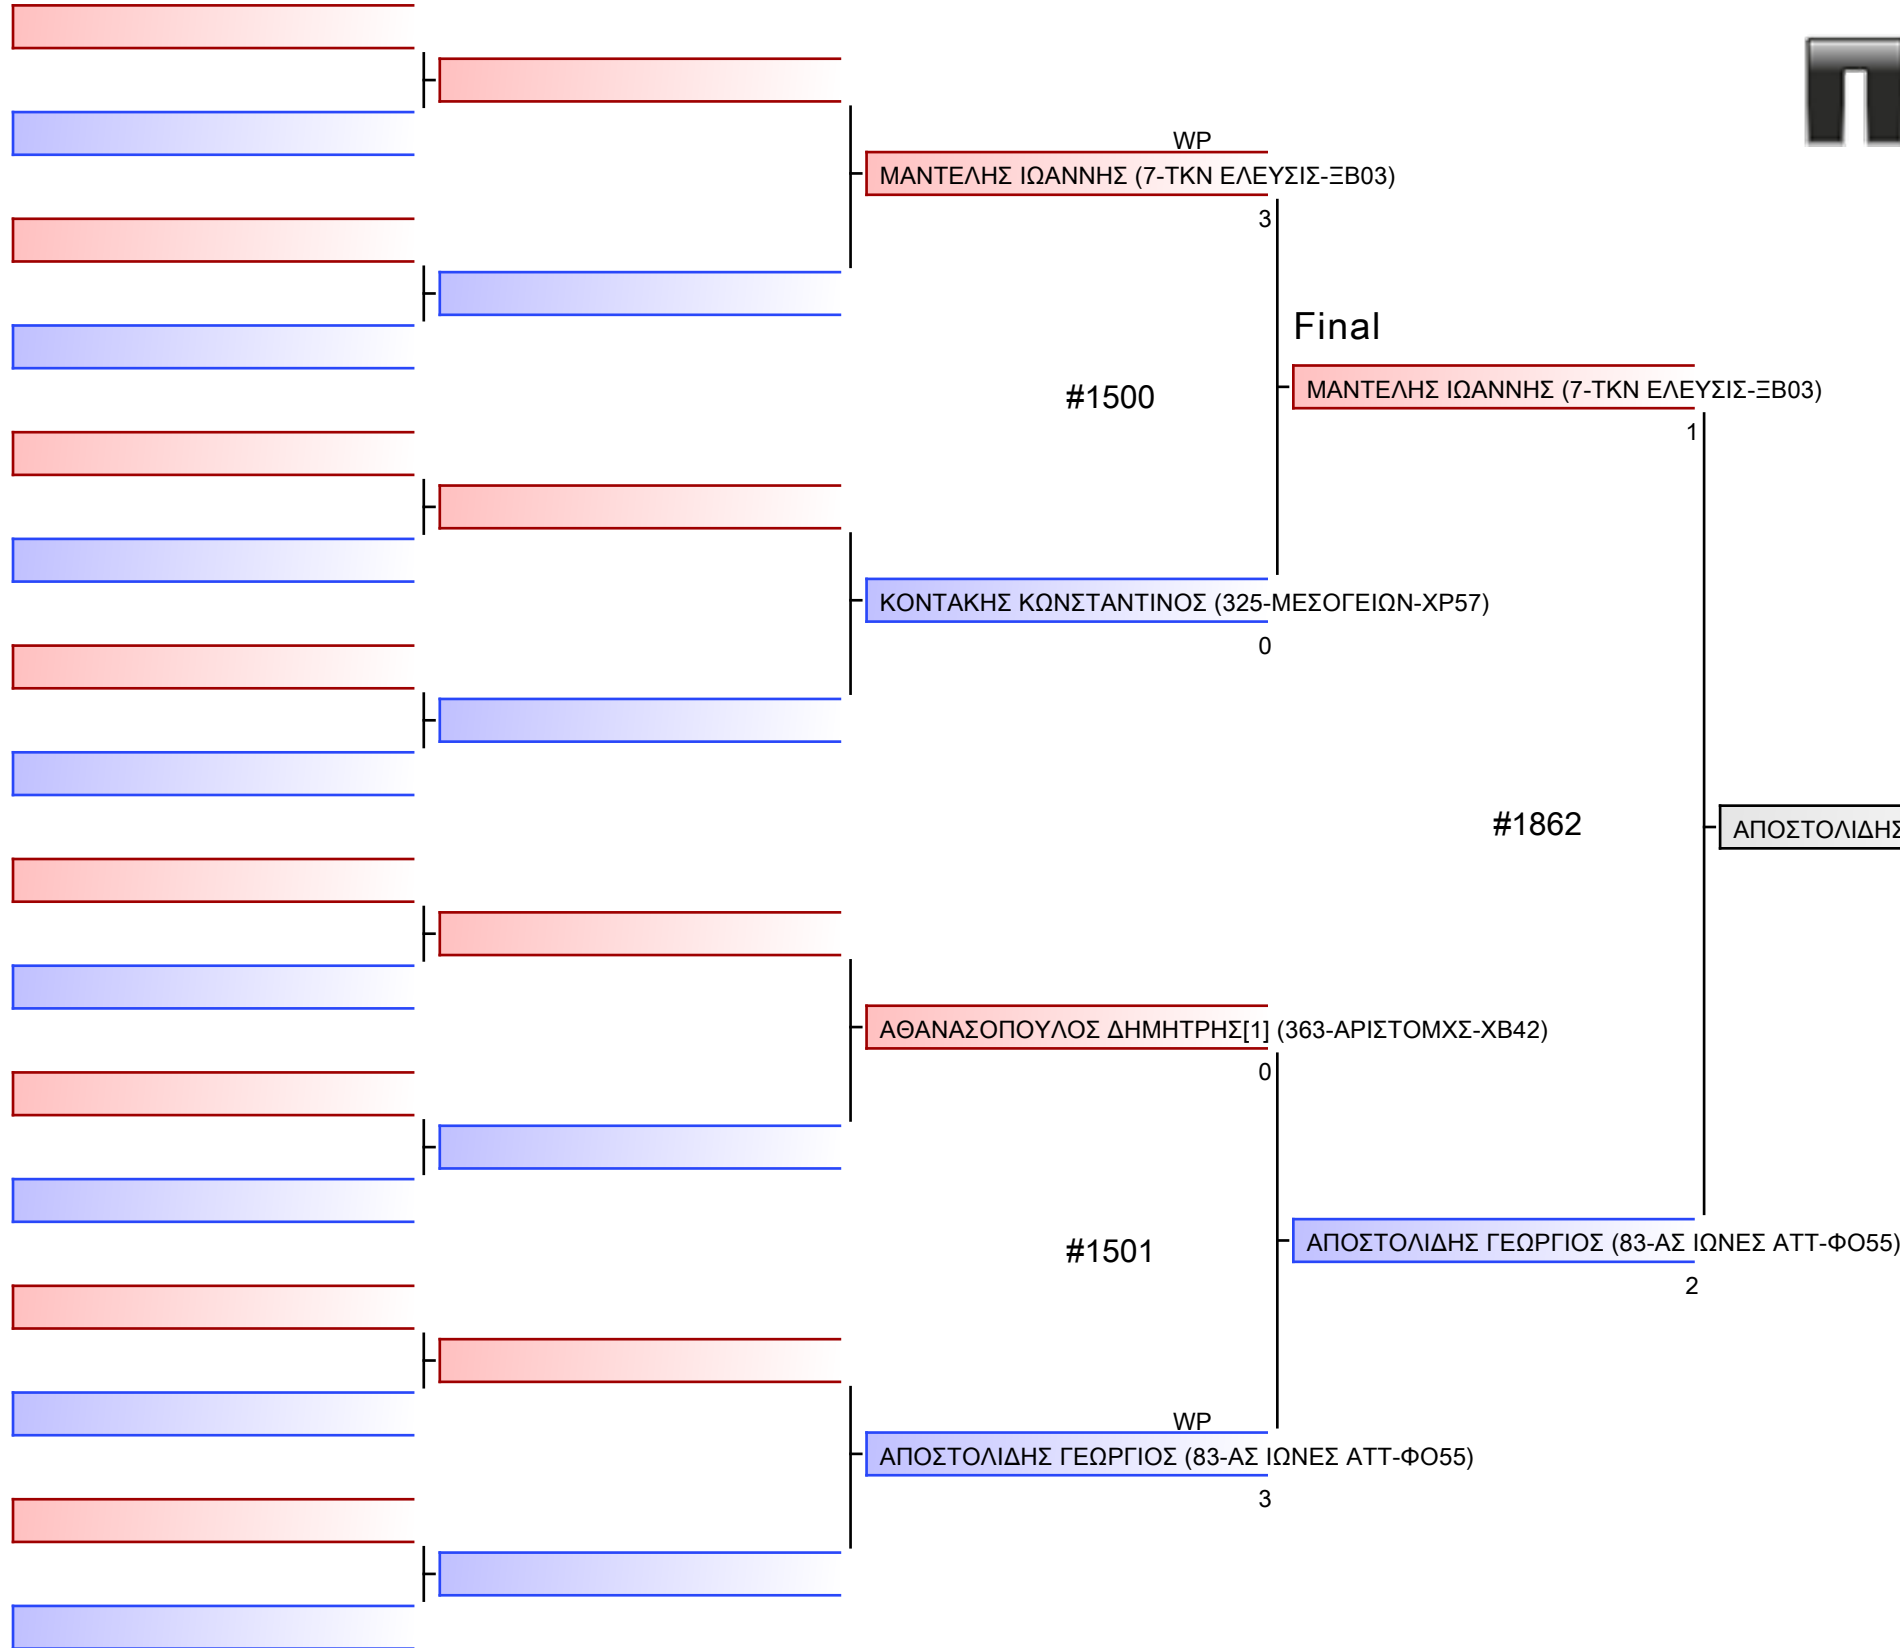 WP
ΜΑΝΤΕΛΗΣ ΙΩΑΝΝΗΣ (7-ΤΚΝ ΕΛΕΥΣΙΣ-ΞΒ03)
3
Final
#1500
ΜΑΝΤΕΛΗΣ ΙΩΑΝΝΗΣ (7-ΤΚΝ ΕΛΕΥΣΙΣ-ΞΒ03)
1
ΚΟΝΤΑΚΗΣ ΚΩΝΣΤΑΝΤΙΝΟΣ (325-ΜΕΣΟΓΕΙΩΝ-ΧΡ57)
0
#1862
ΑΠΟΣΤΟΛΙΔΗΣ
ΑΘΑΝΑΣΟΠΟΥΛΟΣ ΔΗΜΗΤΡΗΣ[1] (363-ΑΡΙΣΤΟΜΧΣ-ΧΒ42)
0
#1501
ΑΠΟΣΤΟΛΙΔΗΣ ΓΕΩΡΓΙΟΣ (83-ΑΣ ΙΩΝΕΣ ΑΤΤ-ΦΟ55)
2
WP
ΑΠΟΣΤΟΛΙΔΗΣ ΓΕΩΡΓΙΟΣ (83-ΑΣ ΙΩΝΕΣ ΑΤΤ-ΦΟ55)
3